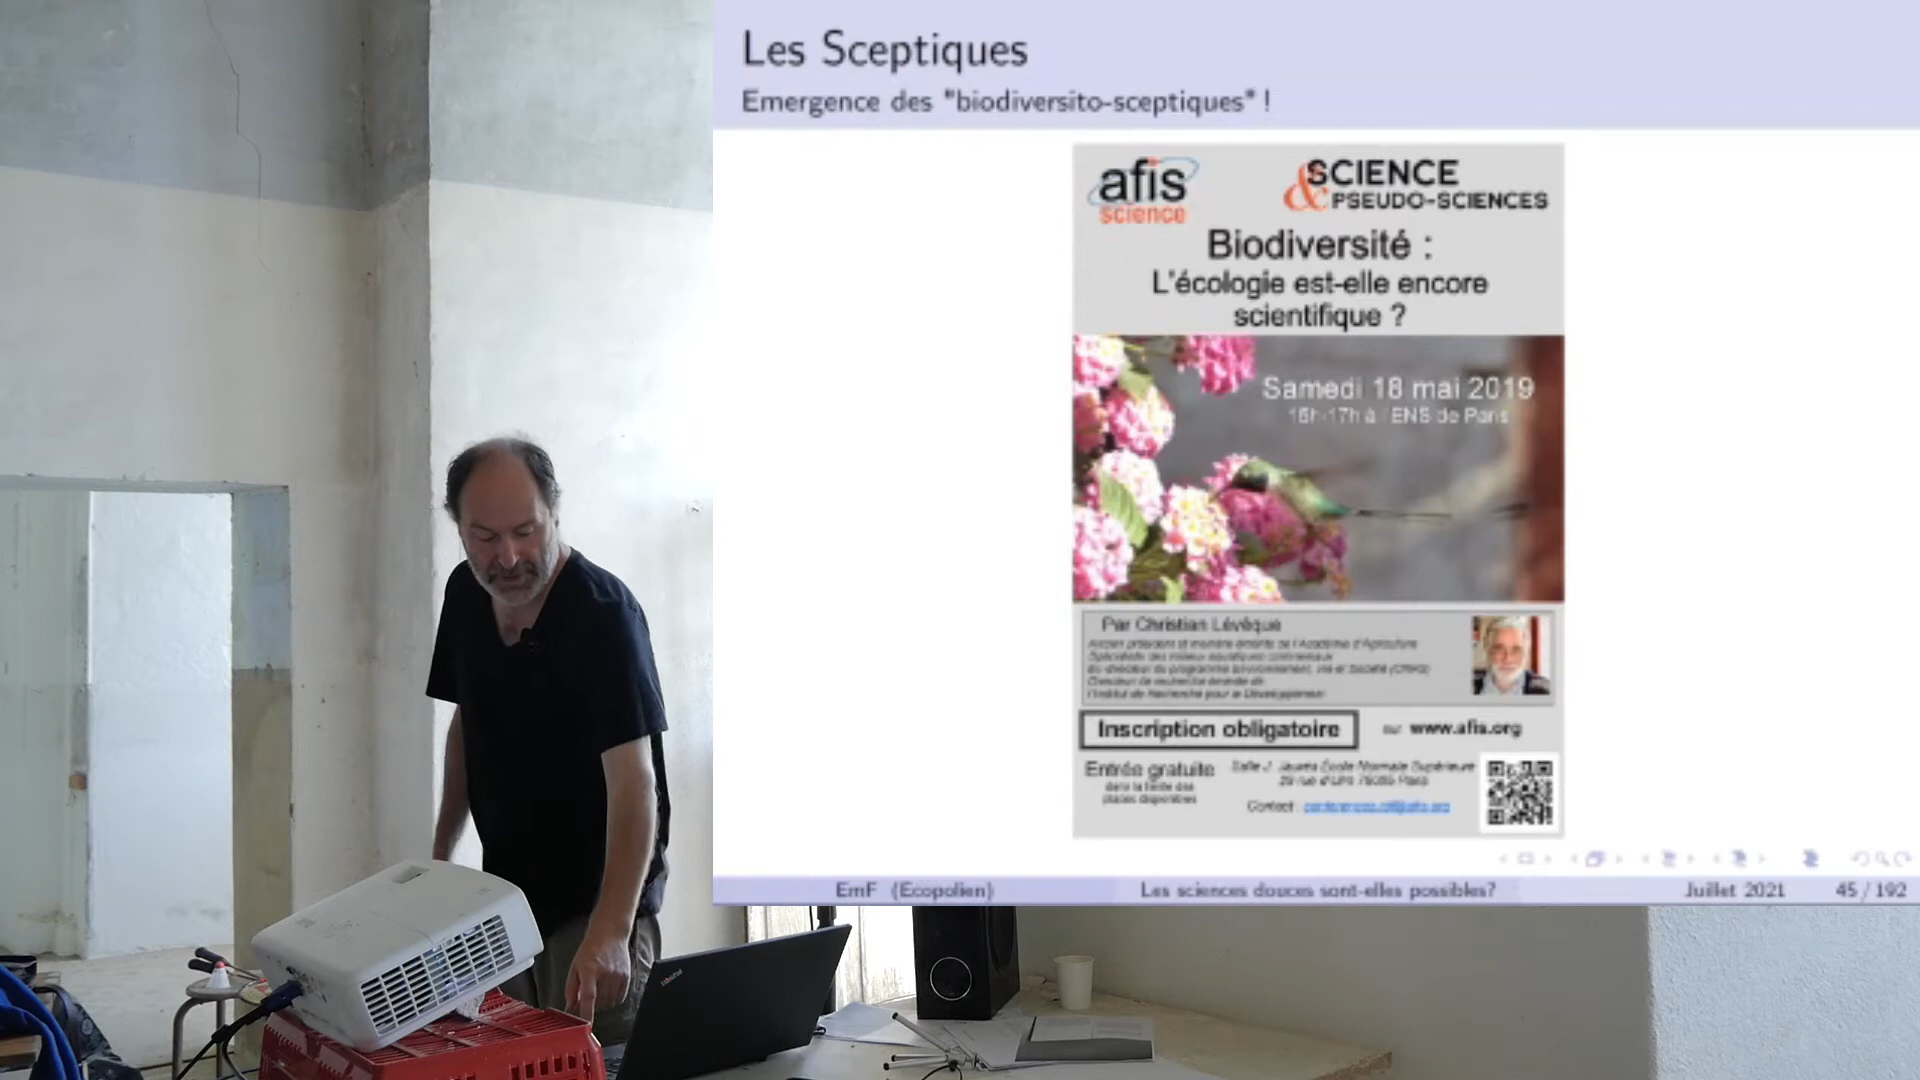 Les Sceptiques
Emergence des "biodiversito-sceptiques" !
afis
science
SCIENCE
& PSEUDO-SCIENCES
Biodiversité :
L'écologie est-elle encore
scientifique ?
Samedi 18 mai 2019
16h-17h à l'ENS de Paris
Par Christian Lévêque
Ancien président et membre émérite de l'Académie d'Agriculture
Spécialiste des milieux aquatiques continentaux
Ex-directeur du programme Environnement, Vie et Société (CNRS)
Directeur de recherche émérite de
l'Institut de Recherche pour le Développement
Inscription obligatoire
sur www.afis.org
Entrée gratuite
dans la limite des
places disponibles
Salle J. Jaurès École Normale Supérieure
29 rue d'Ulm 75005 Paris
Contact :
EmF (Ecopolien)
Les sciences douces sont-elles possibles?
Juillet 2021
45 / 192
ThinkPad